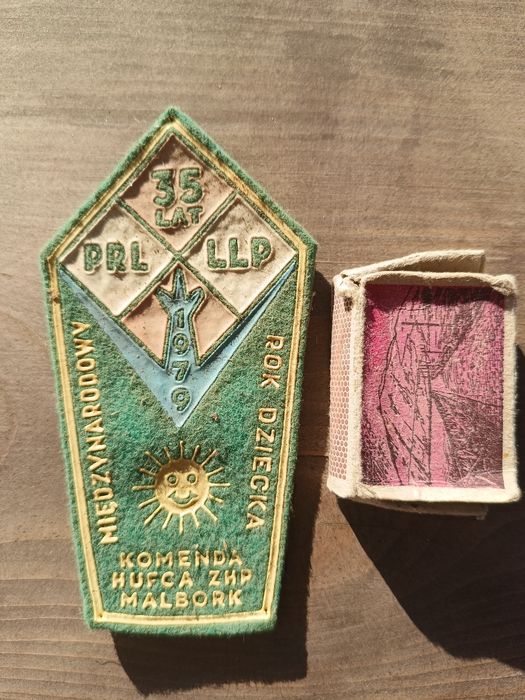 35
LAT
PRL LLP
1979
MIĘDZYNARODOWY
ROK DZIECKA
KOMENDA
HUFCA ZHP
MALBORK